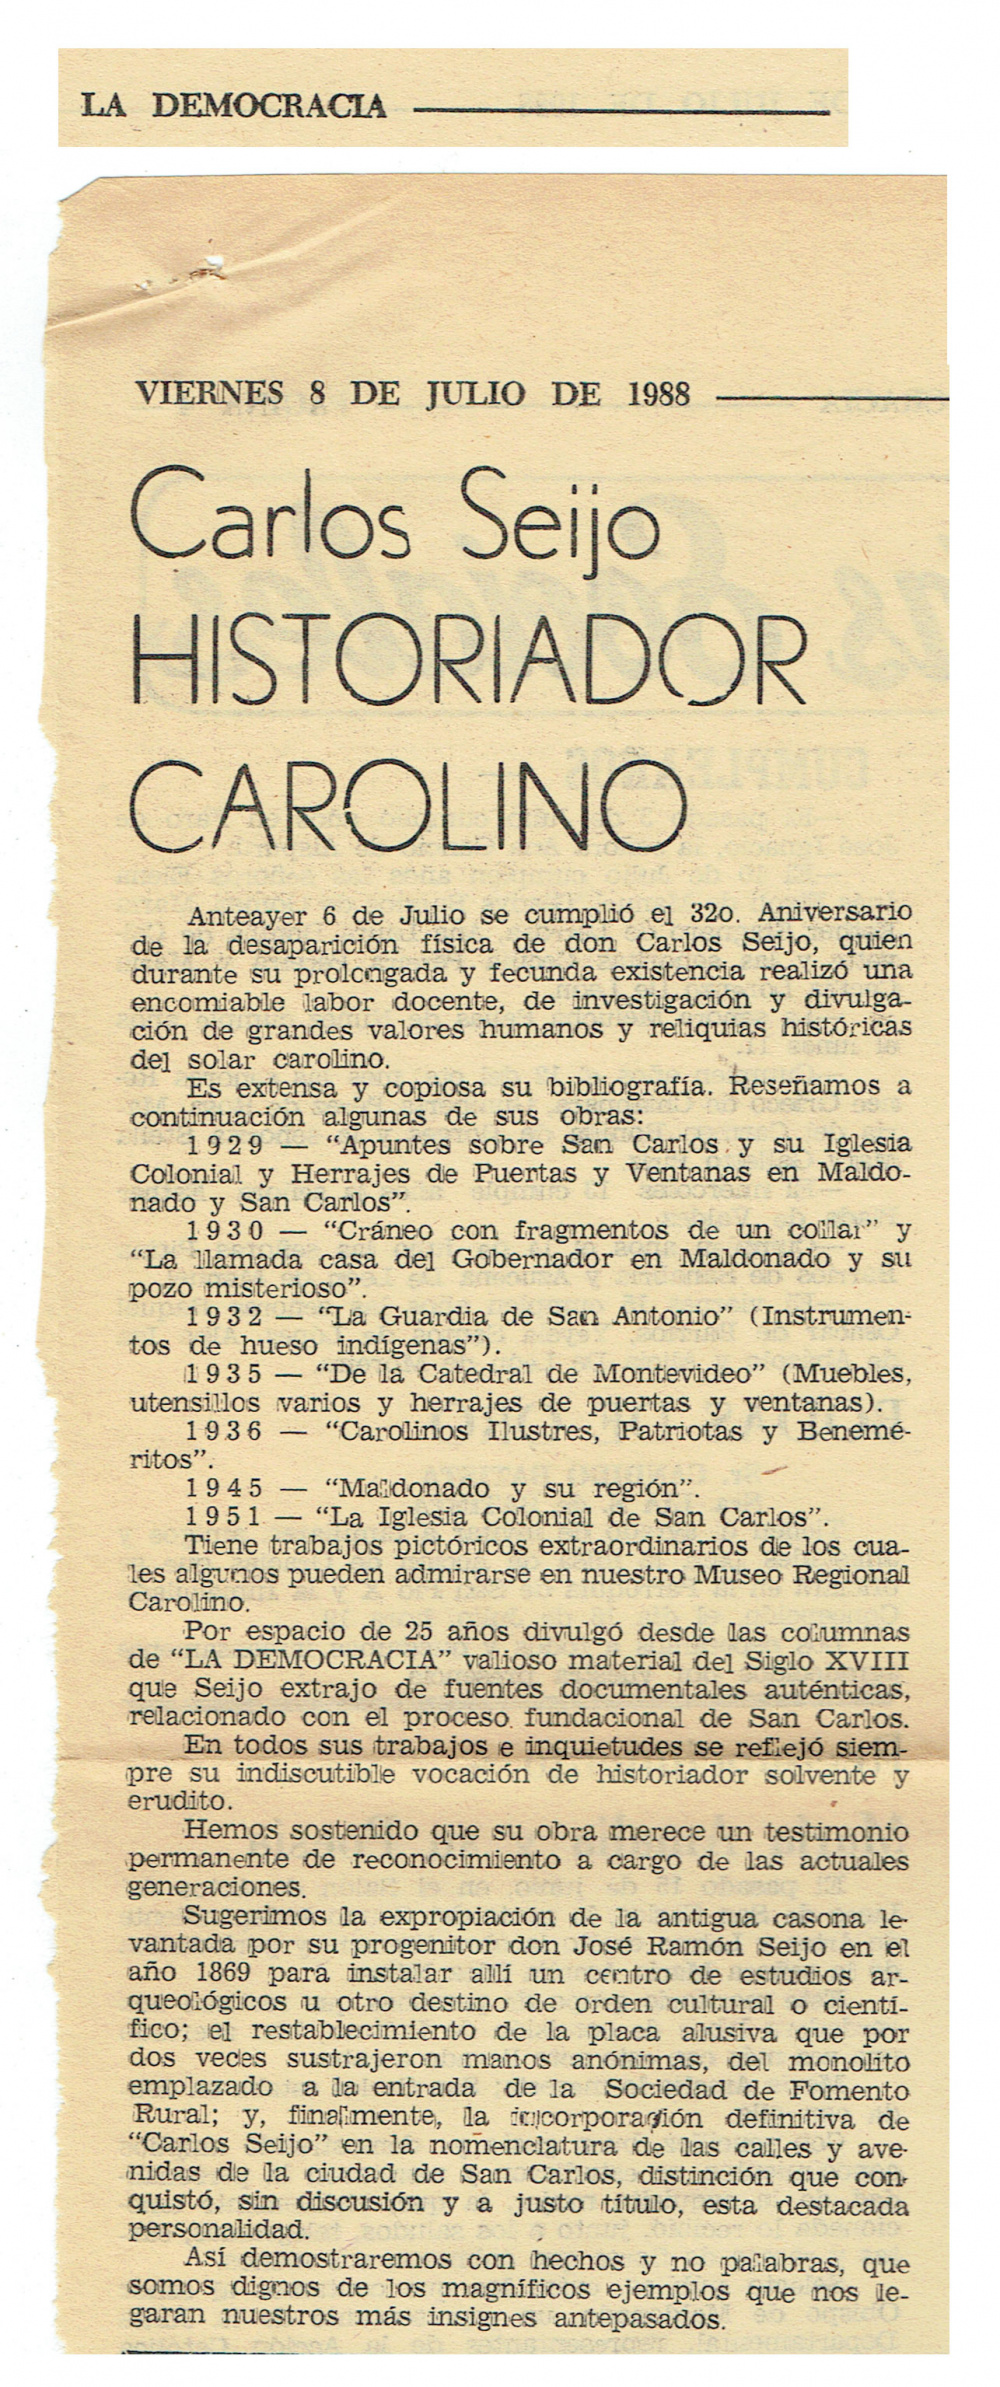 LA DEMOCRACIA
VIERNES 8 DE JULIO DE 1988
Carlos Seijo
HISTORIADOR
CAROLINO
Anteayer 6 de Julio se cumplió el 32o. Aniversario
de la desaparición física de don Carlos Seijo, quien
durante su prolongada y fecunda existencia realizó una
encomiable labor docente, de investigación y divulga-
ción de grandes valores humanos y reliquias históricas
del solar carolino.
Es extensa y copiosa su bibliografía. Reseñamos a
continuación algunas de sus obras:
1929 — "Apuntes sobre San Carlos y su Iglesia
Colonial y Herrajes de Puertas y Ventanas en Maldo-
nado y San Carlos".
1930 — "Cráneo con fragmentos de un collar" y
"La llamada casa del Gobernador en Maldonado y su
pozo misterioso".
1932 — "La Guardia de San Antonio" (Instrumen-
tos de hueso indígenas").
1935 — "De la Catedral de Montevideo" (Muebles,
utensillos varios y herrajes de puertas y ventanas).
1936 — "Carolinos Ilustres, Patriotas y Benemé-
ritos".
1945 — "Maldonado y su región".
1951 — "La Iglesia Colonial de San Carlos".
Tiene trabajos pictóricos extraordinarios de los cua-
les algunos pueden admirarse en nuestro Museo Regional
Carolino.
Por espacio de 25 años divulgó desde las columnas
de "LA DEMOCRACIA" valioso material del Siglo XVIII
que Seijo extrajo de fuentes documentales auténticas,
relacionado con el proceso fundacional de San Carlos.
En todos sus trabajos e inquietudes se reflejó siem-
pre su indiscutible vocación de historiador solvente y
erudito.
Hemos sostenido que su obra merece un testimonio
permanente de reconocimiento a cargo de las actuales
generaciones.
Sugerimos la expropiación de la antigua casona le-
vantada por su progenitor don José Ramón Seijo en el
año 1869 para instalar allí un centro de estudios ar-
queológicos u otro destino de orden cultural o cientí-
fico; el restablecimiento de la placa alusiva que por
dos veces sustrajeron manos anónimas, del monolito
emplazado a la entrada de la Sociedad de Fomento
Rural; y, finalmente, la incorporación definitiva de
"Carlos Seijo" en la nomenclatura de las calles y ave-
nidas de la ciudad de San Carlos, distinción que con-
quistó, sin discusión y a justo título, esta destacada
personalidad.
Así demostraremos con hechos y no palabras, que
somos dignos de los magníficos ejemplos que nos le-
garan nuestros más insignes antepasados.